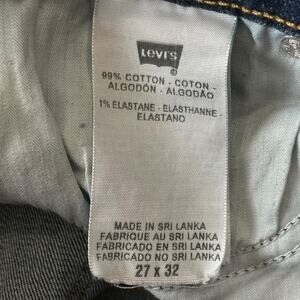 Levi's
99% COTTON - COTON -
ALGODÓN - ALGODÃO
1% ELASTANE - ELASTHANNE -
ELASTANO
MADE IN SRI LANKA
FABRIQUE AU SRI LANKA
FABRICADO EN SRI LANKA
FABRICADO NO SRI LANKA
27 x 32